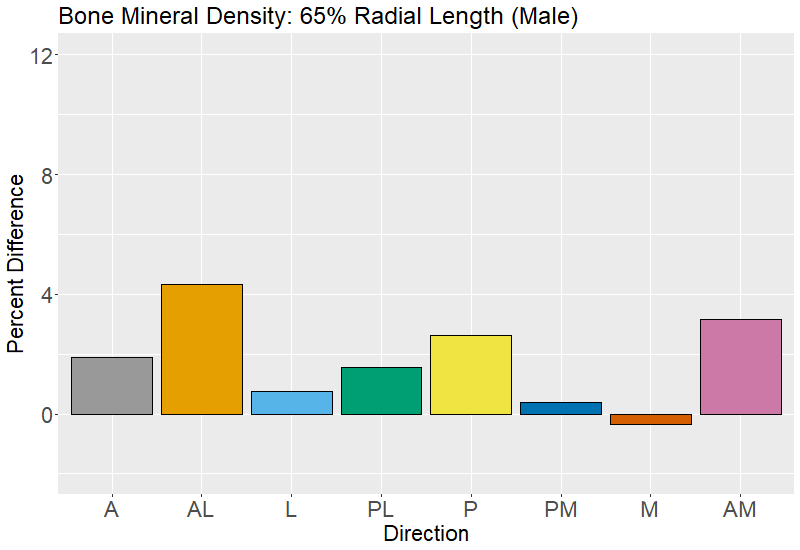 Bone Mineral Density: 65% Radial Length (Male)
12
8
4
0
Percent Difference
A AL L PL P PM M AM
Direction